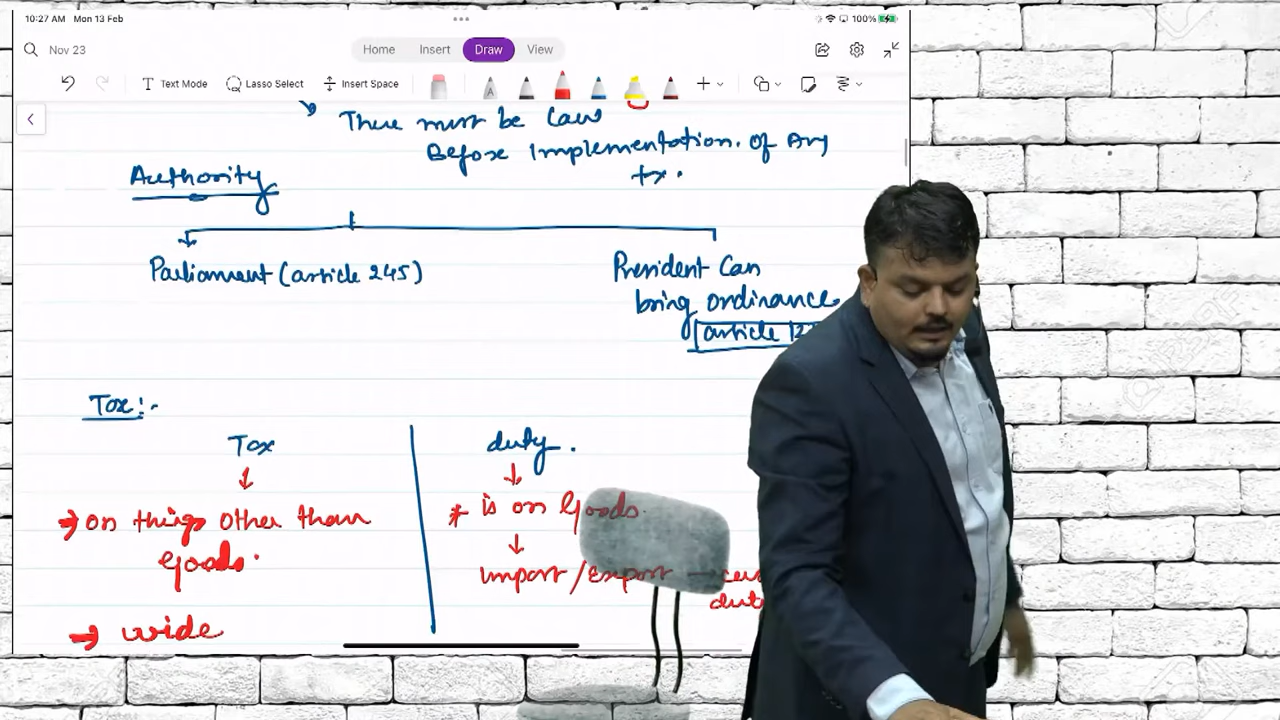 10:27 AM Mon 13 Feb
100%
Nov 23
Home Insert Draw View
Text Mode Lasso Select Insert Space
There must be Law
Before Implementation. of Any
tax.
Authority
Parliament (article 245)
President Can
bring ordinance
article
Tax:-
Tax
duty.
→ on things other than
Goods.
* is on Goods.
Import / Export
→ wide